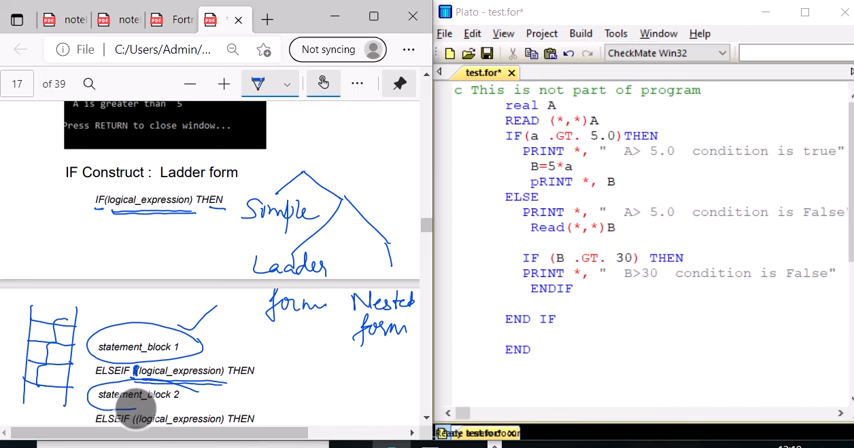 note
note
Fortr
File
C:/Users/Admin/...
Not syncing
17
of 39
A is greater than 5
Press RETURN to close window...
IF Construct : Ladder form
IF(logical_expression) THEN
Simple
Ladder
form
Nested
form
statement_block 1
ELSEIF (logical_expression) THEN
statement_block 2
ELSEIF ((logical_expression) THEN
Plato - test.for*
File Edit View Project Build Tools Window Help
CheckMate Win32
test.for*
c This is not part of program
real A
READ (*,*)A
IF(a .GT. 5.0)THEN
PRINT *, " A> 5.0 condition is true"
B=5*a
pRINT *, B
ELSE
PRINT *, " A> 5.0 condition is False"
Read(*,*)B
IF (B .GT. 30) THEN
PRINT *, " B>30 condition is False"
ENDIF
END IF
END